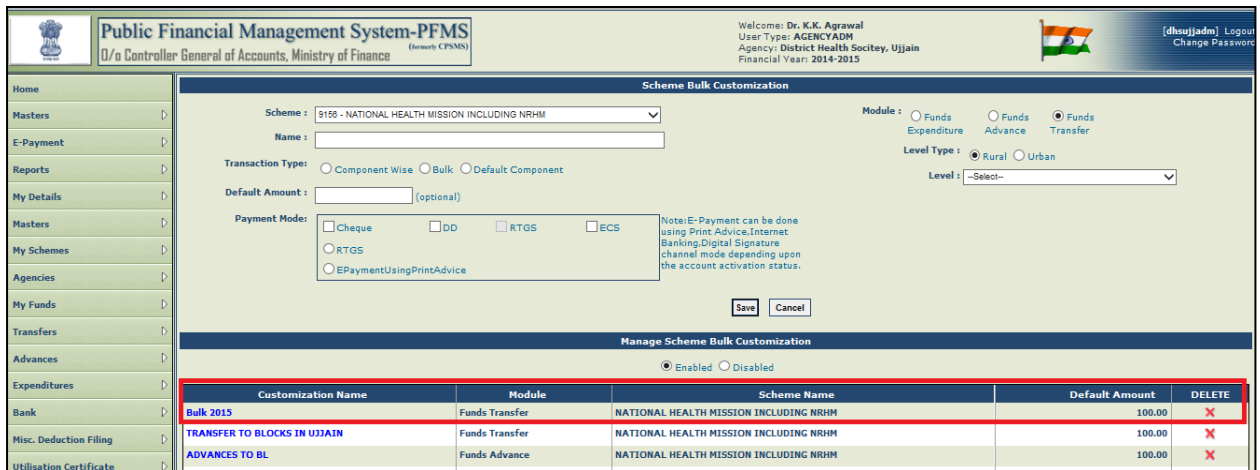 Public Financial Management System-PFMS
(formerly CPSMS)
O/o Controller General of Accounts, Ministry of Finance
Welcome: Dr. K.K. Agrawal
User Type: AGENCYADM
Agency: District Health Socitey, Ujjain
Financial Year: 2014-2015
[dhsujjadm] Logout
Change Password
Home
Masters
E-Payment
Reports
My Details
Masters
My Schemes
Agencies
My Funds
Transfers
Advances
Expenditures
Bank
Misc. Deduction Filing
Utilisation Certificate
Scheme Bulk Customization
Scheme : 9156 - NATIONAL HEALTH MISSION INCLUDING NRHM
Name :
Transaction Type: Component Wise Bulk Default Component
Default Amount : (optional)
Payment Mode: Cheque DD RTGS ECS
RTGS
EPaymentUsingPrintAdvice
Note:E-Payment can be done
using Print Advice,Internet
Banking,Digital Signature
channel mode depending upon
the account activation status.
Module : Funds Expenditure Funds Advance Funds Transfer
Level Type : Rural Urban
Level : --Select--
Save Cancel
Manage Scheme Bulk Customization
Enabled Disabled
Customization Name Module Scheme Name Default Amount DELETE
Bulk 2015 Funds Transfer NATIONAL HEALTH MISSION INCLUDING NRHM 100.00
TRANSFER TO BLOCKS IN UJJAIN Funds Transfer NATIONAL HEALTH MISSION INCLUDING NRHM 100.00
ADVANCES TO BL Funds Advance NATIONAL HEALTH MISSION INCLUDING NRHM 100.00